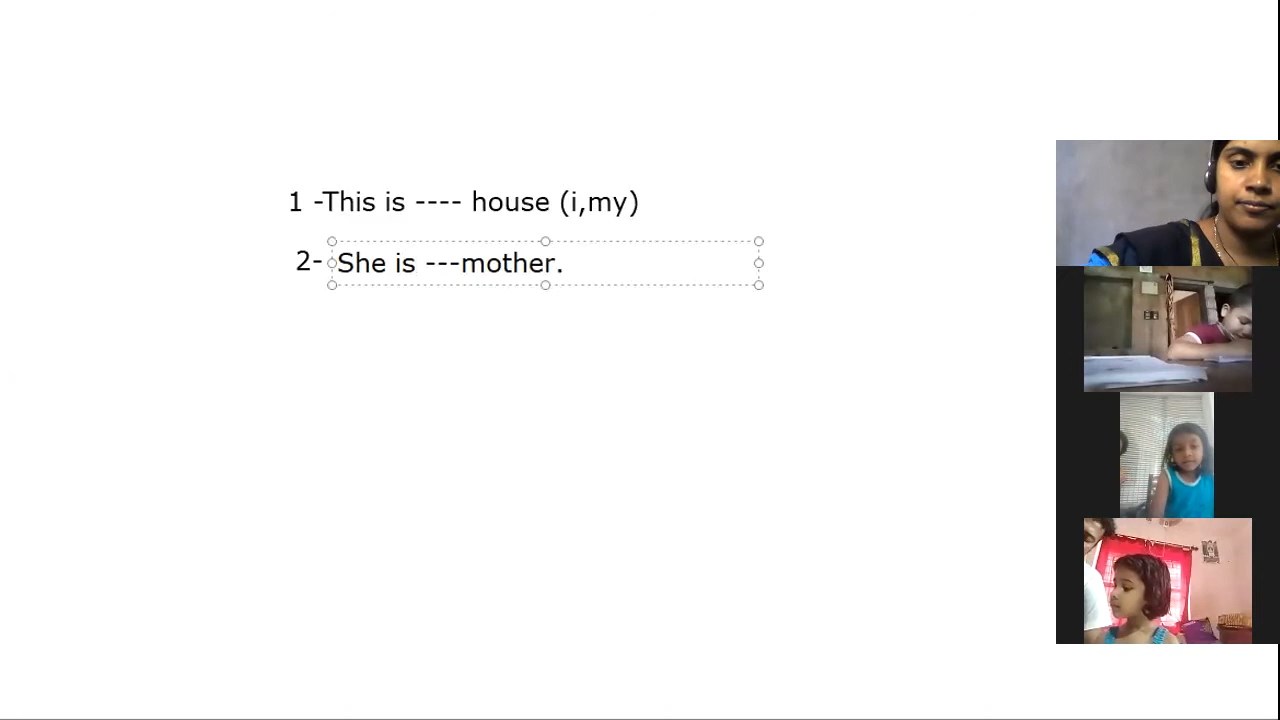 1 -This is ---- house (i,my)
2- She is ---mother.